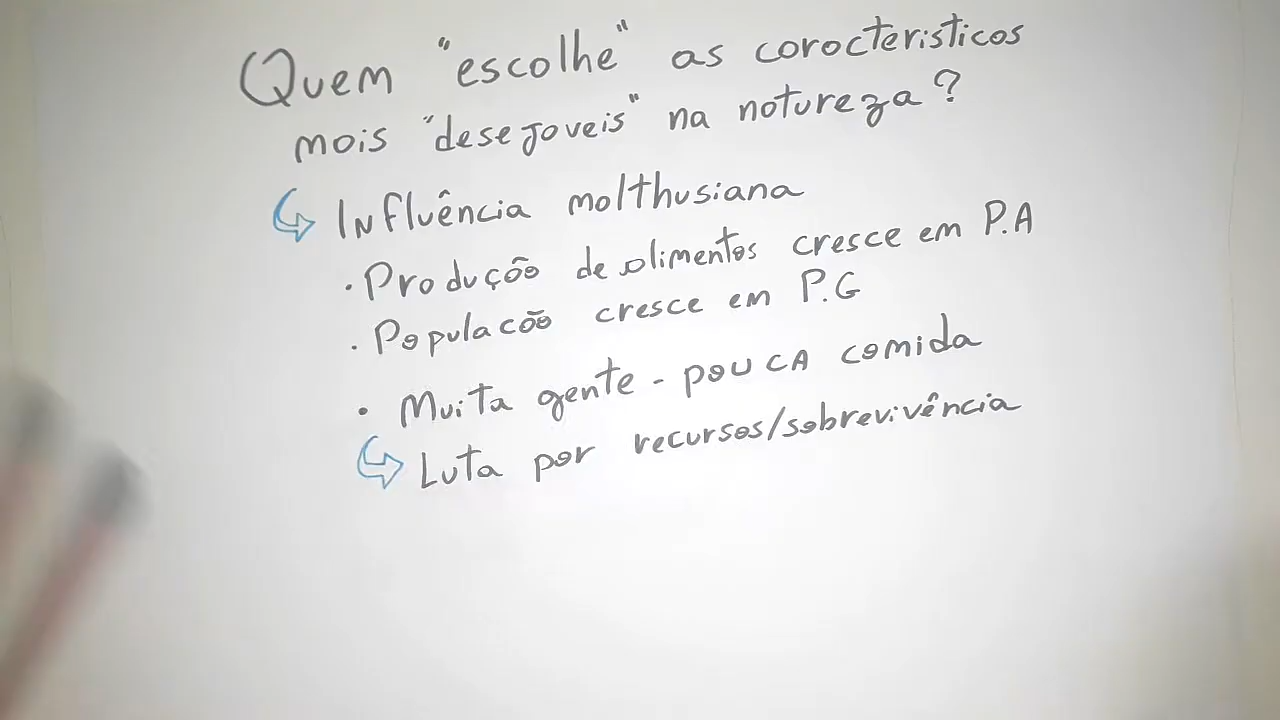 Quem "escolhe" as corocteristicos
mois "desejoveis" na notureza?
Influência molthusiana
• Produçõo de olimentos cresce em P.A
• Populacõo cresce em P.G
• Muita gente - pouca comida
Luta por recursos/sobrevivência